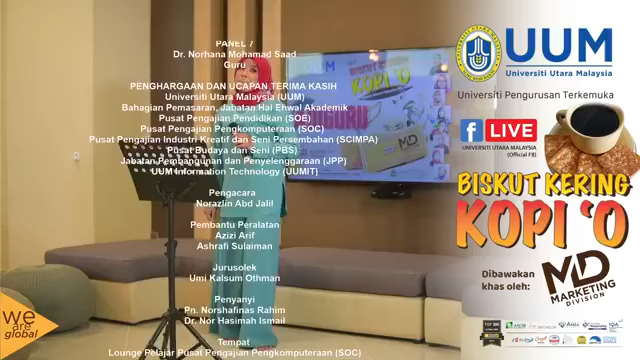 PANEL 7
Dr. Norhana Mohamad Saad
Guru
PENGHARGAAN DAN UCAPAN TERIMA KASIH
Universiti Utara Malaysia (UUM)
Bahagian Pemasaran, Jabatan Hal Ehwal Akademik
Pusat Pengajian Pendidikan (SOE)
Pusat Pengajian Pengkomputeraan (SOC)
Pusat Pengajian Industri Kreatif dan Seni Persembahan (SCIMPA)
Pusat Budaya dan Seni (PBS)
Jabatan Pembangunan dan Penyelenggaraan (JPP)
UUM Information Technology (UUMIT)
Pengacara
Norazlin Abd Jalil
Pembantu Peralatan
Azizi Arif
Ashrafi Sulaiman
Jurusolek
Umi Kalsum Othman
Penyanyi
Pn. Norshafinas Rahim
Dr. Nor Hasimah Ismail
Tempat
Lounge Pelajar Pusat Pengajian Pengkomputeraan (SOC)
BISKUT KERING
KOPI 'O
GURU
MD
we
are
global
UUM
Universiti Utara Malaysia
Universiti Pengurusan Terkemuka
f LIVE
UNIVERSITI UTARA MALAYSIA
(Official FB)
BISKUT KERING
KOPI 'O
Dibawakan
khas oleh:
MD
MARKETING
DIVISION